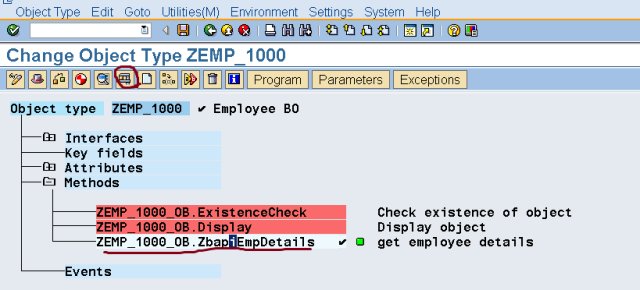 Object Type Edit Goto Utilities(M) Environment Settings System Help
Change Object Type ZEMP_1000
Program Parameters Exceptions
Object type ZEMP_1000 ✔ Employee BO
Interfaces
Key fields
Attributes
Methods
ZEMP_1000_OB.ExistenceCheck Check existence of object
ZEMP_1000_OB.Display Display object
ZEMP_1000_OB.ZbapiEmpDetails ✔ get employee details
Events